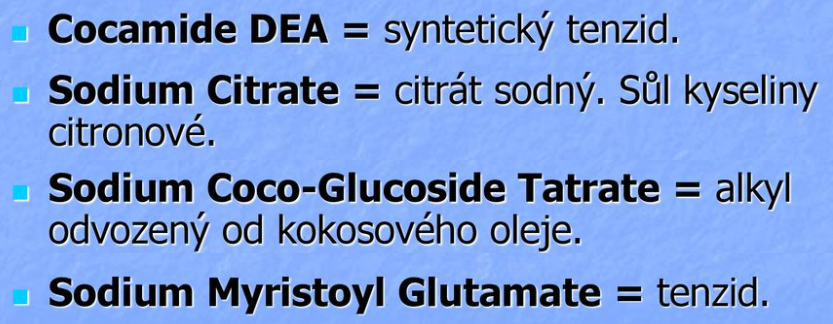 Cocamide DEA = syntetický tenzid.
Sodium Citrate = citrát sodný. Sůl kyseliny
citronové.
Sodium Coco-Glucoside Tatrate = alkyl
odvozený od kokosového oleje.
Sodium Myristoyl Glutamate = tenzid.